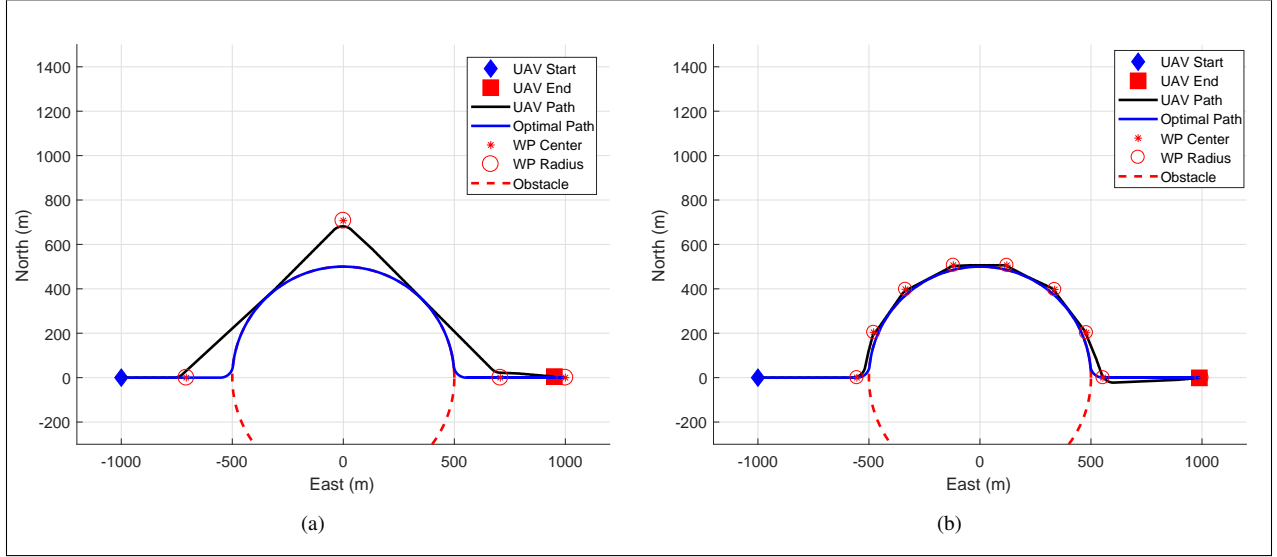 1400
1200
1000
800
600
400
200
0
-200
North (m)
-1000 -500 0 500 1000
East (m)
UAV Start
UAV End
UAV Path
Optimal Path
WP Center
WP Radius
Obstacle
(a)
1400
1200
1000
800
600
400
200
0
-200
North (m)
-1000 -500 0 500 1000
East (m)
UAV Start
UAV End
UAV Path
Optimal Path
WP Center
WP Radius
Obstacle
(b)